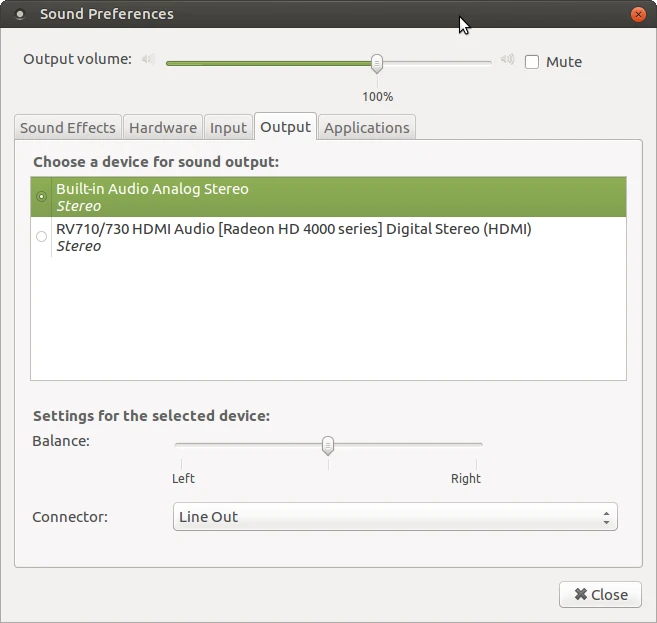 Sound Preferences
Output volume:
Mute
100%
Sound Effects
Hardware
Input
Output
Applications
Choose a device for sound output:
Built-in Audio Analog Stereo
Stereo
RV710/730 HDMI Audio [Radeon HD 4000 series] Digital Stereo (HDMI)
Stereo
Settings for the selected device:
Balance:
Left
Right
Connector:
Line Out
Close